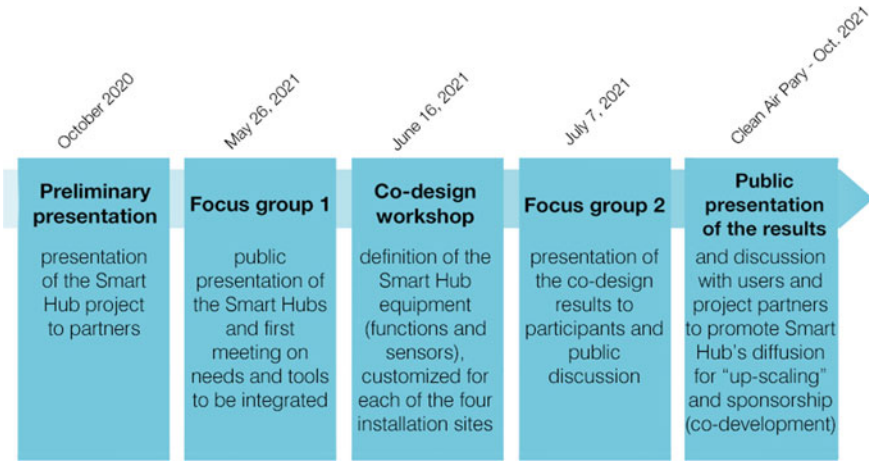 October 2020
May 26, 2021
June 16, 2021
July 7, 2021
Clean Air Pary - Oct. 2021
Preliminary
presentation
presentation
of the Smart
Hub project
to partners
Focus group 1
public
presentation of
the Smart Hubs
and first
meeting on
needs and tools
to be integrated
Co-design
workshop
definition of the
Smart Hub
equipment
(functions and
sensors),
customized for
each of the four
installation sites
Focus group 2
presentation of
the co-design
results to
participants and
public
discussion
Public
presentation
of the results
and discussion
with users and
project partners
to promote Smart
Hub's diffusion
for “up-scaling”
and sponsorship
(co-development)